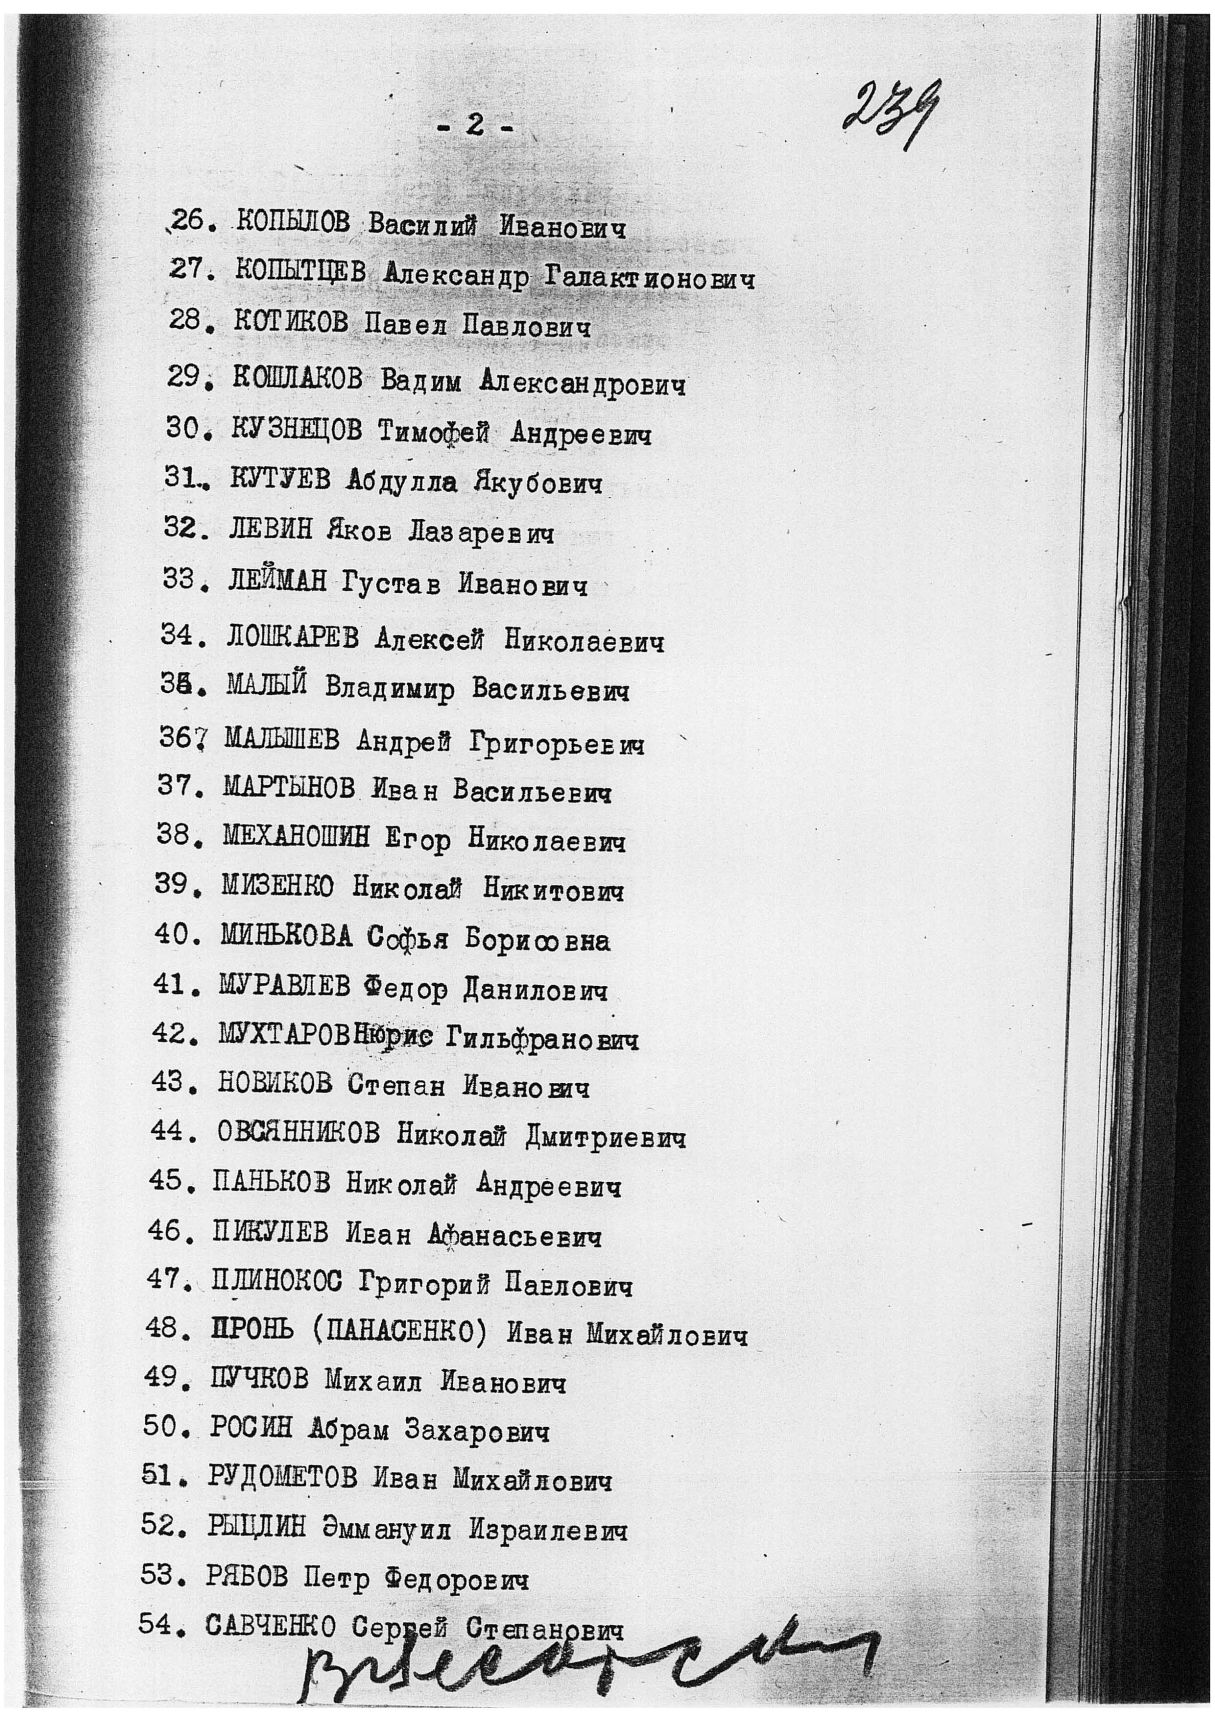 239
- 2 -
26. КОПЫЛОВ Василий Иванович
27. КОПЫТЦЕВ Александр Галактионович
28. КОТИКОВ Павел Павлович
29. КОШЛАКОВ Вадим Александрович
30. КУЗНЕЦОВ Тимофей Андреевич
31. КУТУЕВ Абдулла Якубович
32. ЛЕВИН Яков Лазаревич
33. ЛЕЙМАН Густав Иванович
34. ЛОШКАРЕВ Алексей Николаевич
35. МАЛЫЙ Владимир Васильевич
36. МАЛЫШЕВ Андрей Григорьевич
37. МАРТЫНОВ Иван Васильевич
38. МЕХАНОШИН Егор Николаевич
39. МИЗЕНКО Николай Никитович
40. МИНЬКОВА Софья Борисовна
41. МУРАВЛЕВ Федор Данилович
42. МУХТАРОВ Нюрис Гильфранович
43. НОВИКОВ Степан Иванович
44. ОВСЯННИКОВ Николай Дмитриевич
45. ПАНЬКОВ Николай Андреевич
46. ПИКУЛЕВ Иван Афанасьевич
47. ПЛИНОКОС Григорий Павлович
48. ПРОНЬ (ПАНАСЕНКО) Иван Михайлович
49. ПУЧКОВ Михаил Иванович
50. РОСИН Абрам Захарович
51. РУДОМЕТОВ Иван Михайлович
52. РЫЦЛИН Эммануил Израилевич
53. РЯБОВ Петр Федорович
54. САВЧЕНКО Сергей Степанович